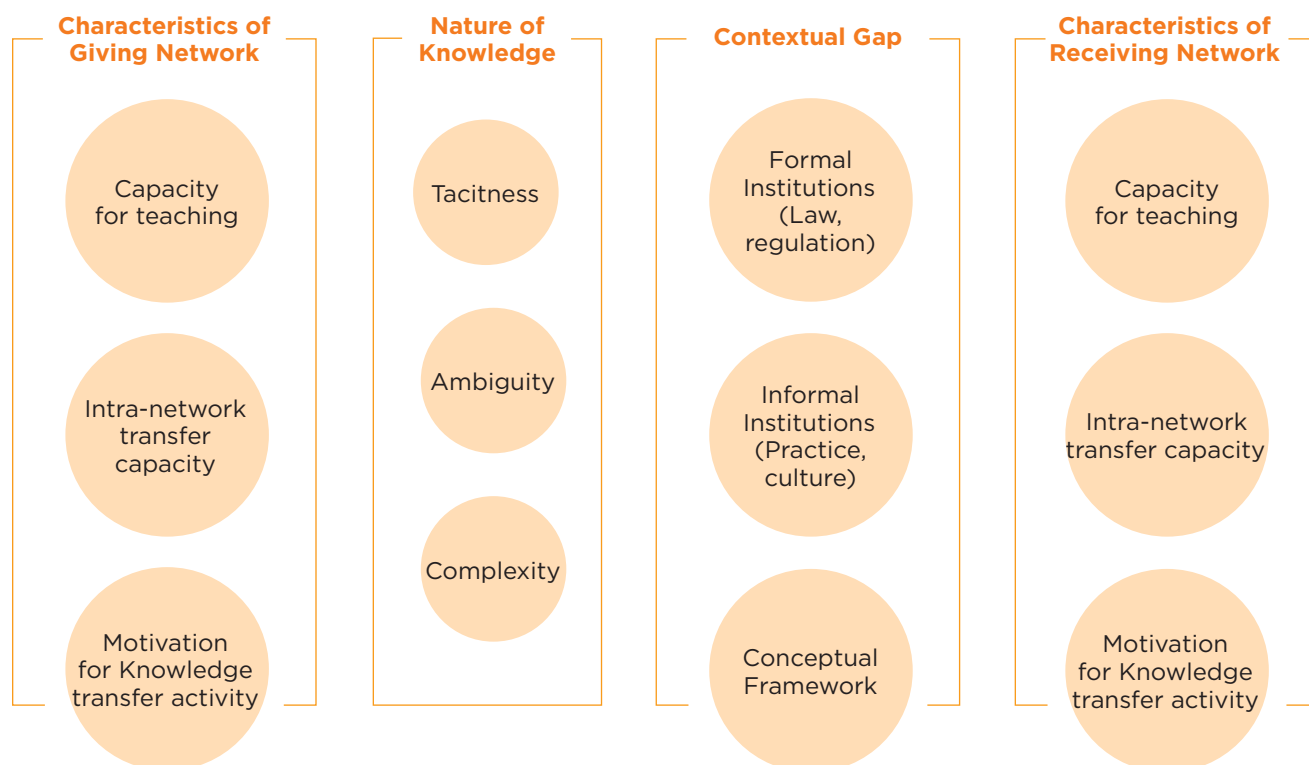 Characteristics of
Giving Network
Capacity
for teaching
Intra-network
transfer
capacity
Motivation
for Knowledge
transfer activity
Nature of
Knowledge
Tacitness
Ambiguity
Complexity
Contextual Gap
Formal
Institutions
(Law,
regulation)
Informal
Institutions
(Practice,
culture)
Conceptual
Framework
Characteristics of
Receiving Network
Capacity
for teaching
Intra-network
transfer capacity
Motivation
for Knowledge
transfer activity